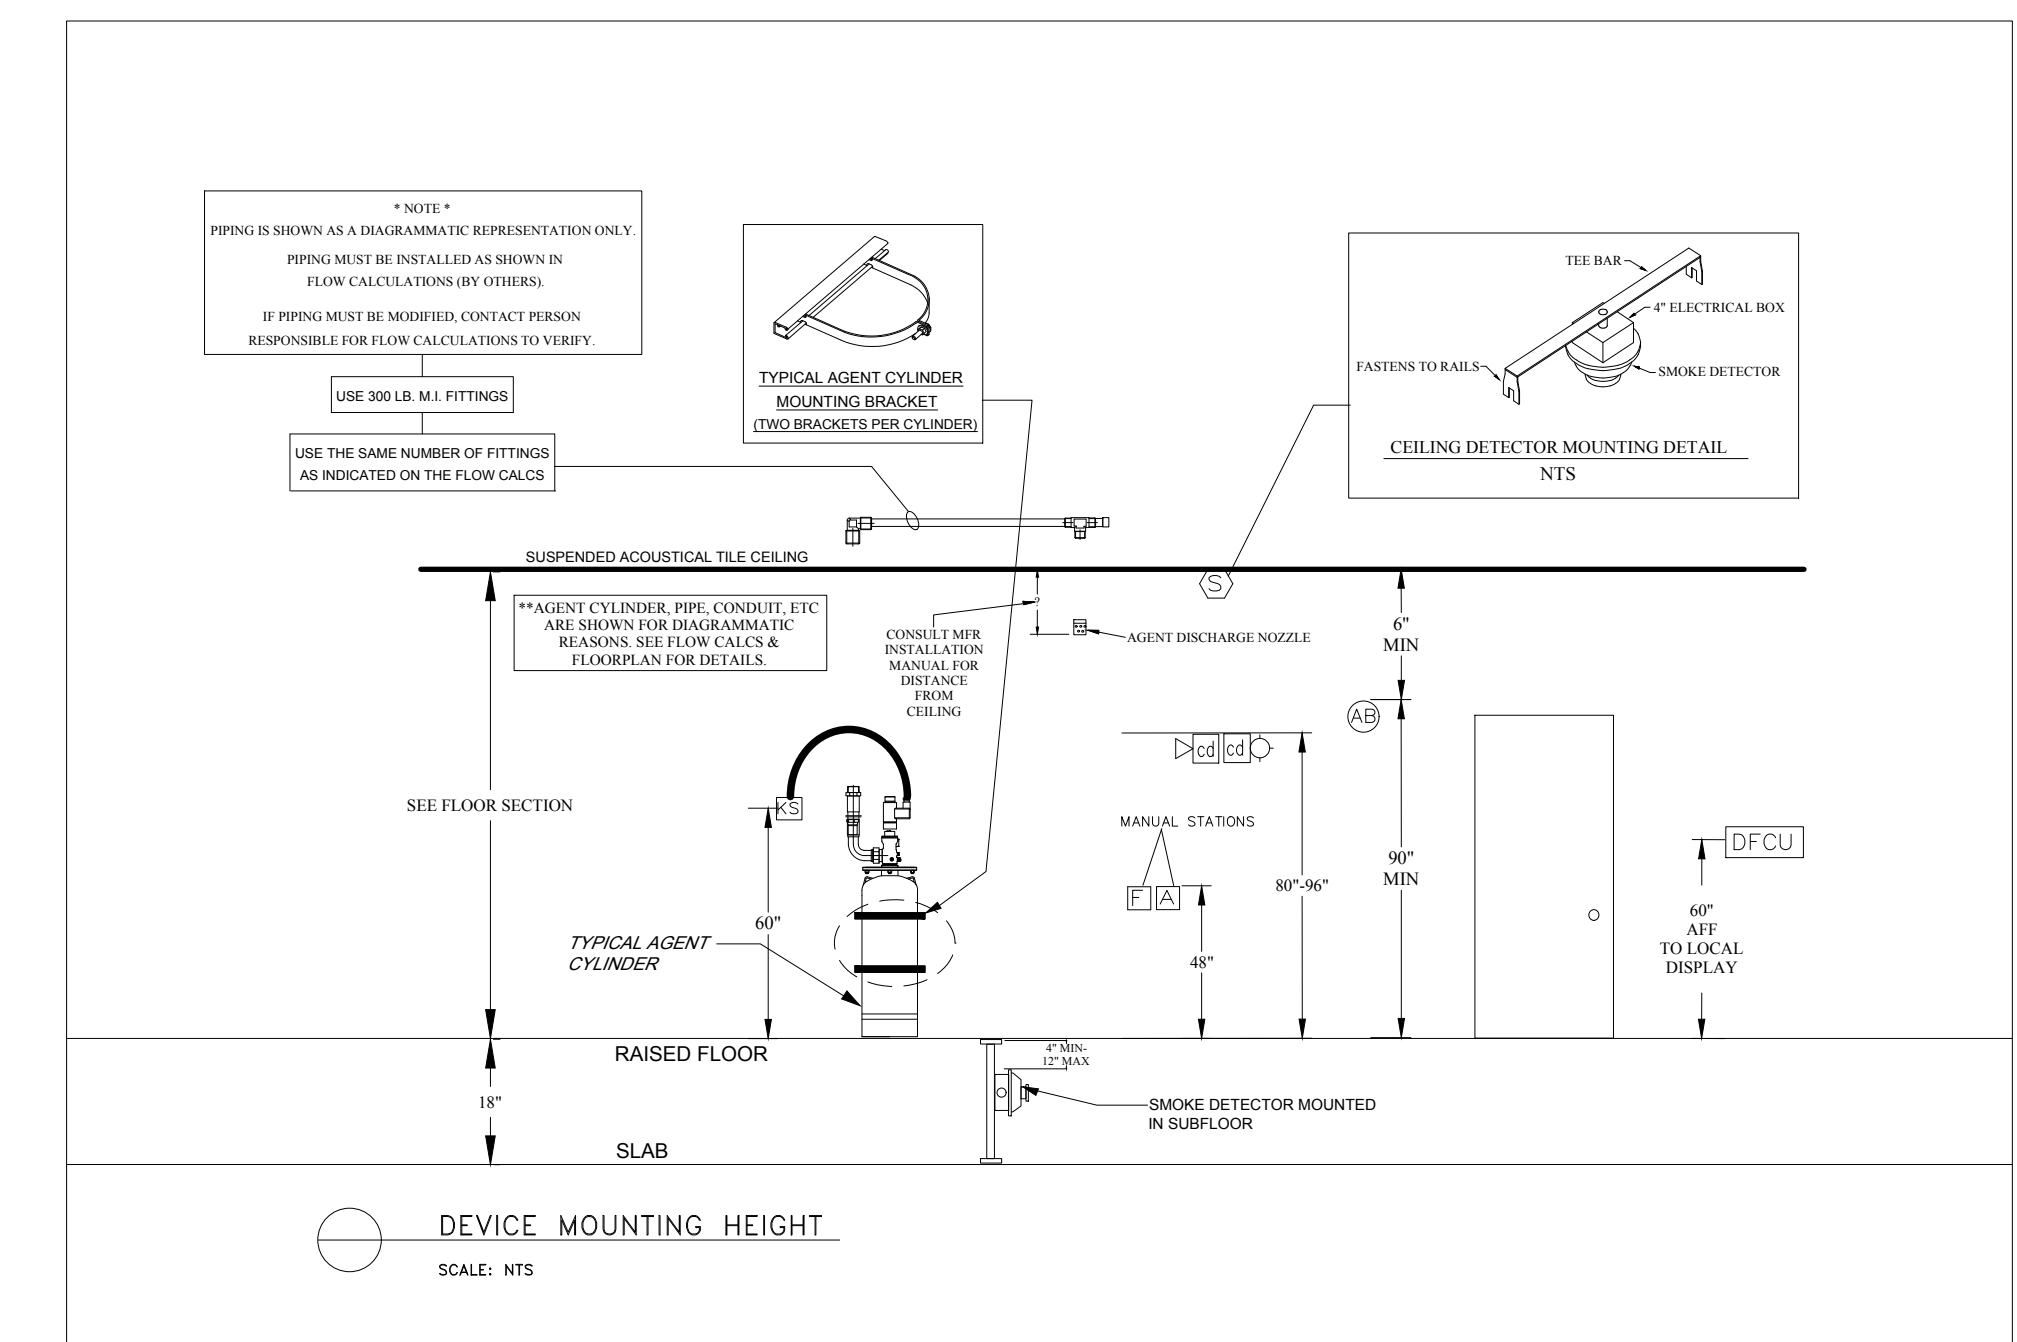 * NOTE *
PIPING IS SHOWN AS A DIAGRAMMATIC REPRESENTATION ONLY.
PIPING MUST BE INSTALLED AS SHOWN IN
FLOW CALCULATIONS (BY OTHERS).
IF PIPING MUST BE MODIFIED, CONTACT PERSON
RESPONSIBLE FOR FLOW CALCULATIONS TO VERIFY.
USE 300 LB. M.I. FITTINGS
USE THE SAME NUMBER OF FITTINGS
AS INDICATED ON THE FLOW CALCS
TYPICAL AGENT CYLINDER
MOUNTING BRACKET
(TWO BRACKETS PER CYLINDER)
TEE BAR
4" ELECTRICAL BOX
FASTENS TO RAILS
SMOKE DETECTOR
CEILING DETECTOR MOUNTING DETAIL
NTS
SUSPENDED ACOUSTICAL TILE CEILING
**AGENT CYLINDER, PIPE, CONDUIT, ETC
ARE SHOWN FOR DIAGRAMMATIC
REASONS. SEE FLOW CALCS &
FLOORPLAN FOR DETAILS.
?
CONSULT MFR
INSTALLATION
MANUAL FOR
DISTANCE
FROM
CEILING
AGENT DISCHARGE NOZZLE
S
6"
MIN
AB
cd
cd
SEE FLOOR SECTION
KS
60"
TYPICAL AGENT
CYLINDER
MANUAL STATIONS
F
A
48"
80"-96"
90"
MIN
DFCU
60"
AFF
TO LOCAL
DISPLAY
RAISED FLOOR
4" MIN-
12" MAX
18"
SMOKE DETECTOR MOUNTED
IN SUBFLOOR
SLAB
DEVICE MOUNTING HEIGHT
SCALE: NTS